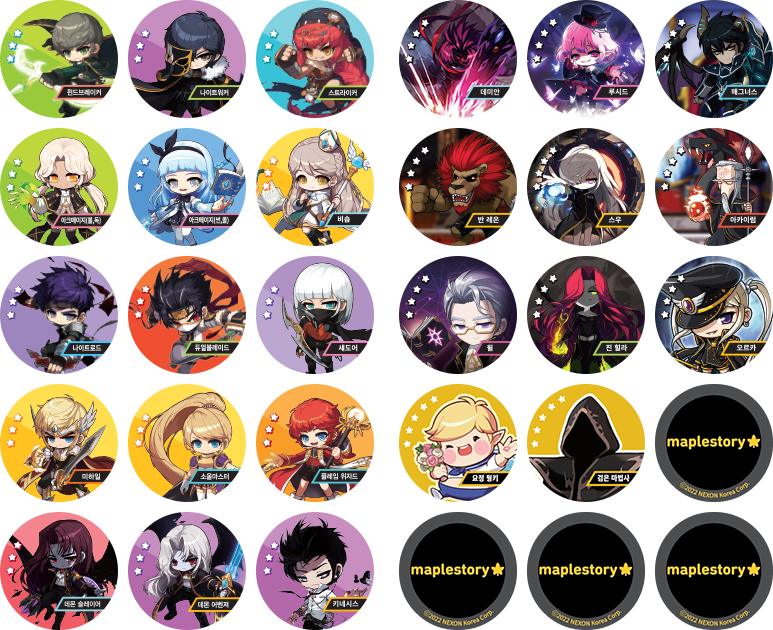 윈드브레이커
나이트워커
스트라이커
데미안
루시드
매그너스
아크메이지(불,독)
아크메이지(썬,콜)
비숍
반 레온
스우
아카이럼
나이트로드
듀얼블레이드
섀도어
윌
진 힐라
오르카
미하일
소울마스터
플레임 위자드
요정 웡키
검은 마법사
maplestory
©2022 NEXON Korea Corp.
데몬 슬레이어
데몬 어벤져
키네시스
maplestory
©2022 NEXON Korea Corp.
maplestory
©2022 NEXON Korea Corp.
maplestory
©2022 NEXON Korea Corp.